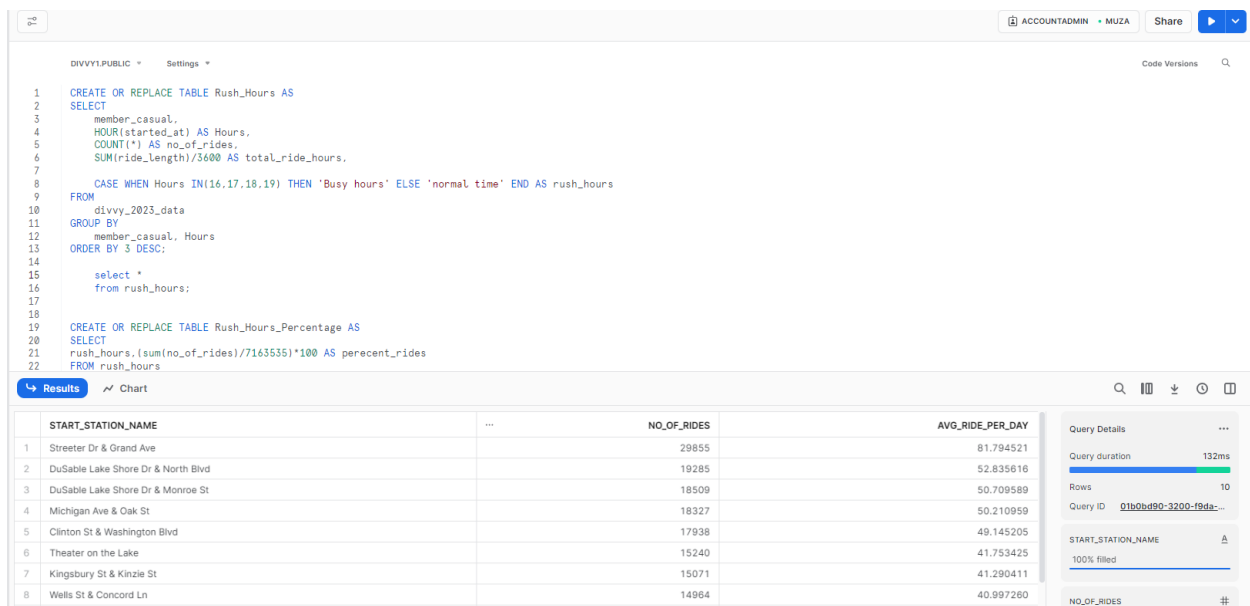 ACCOUNTADMIN • MUZA Share
DIVVY1.PUBLIC Settings Code Versions
1 CREATE OR REPLACE TABLE Rush_Hours AS
2 SELECT
3 member_casual,
4 HOUR(started_at) AS Hours,
5 COUNT(*) AS no_of_rides,
6 SUM(ride_length)/3600 AS total_ride_hours,
7
8 CASE WHEN Hours IN(16,17,18,19) THEN 'Busy hours' ELSE 'normal time' END AS rush_hours
9 FROM
10 divvy_2023_data
11 GROUP BY
12 member_casual, Hours
13 ORDER BY 3 DESC;
14
15 select *
16 from rush_hours;
17
18
19 CREATE OR REPLACE TABLE Rush_Hours_Percentage AS
20 SELECT
21 rush_hours,(sum(no_of_rides)/7163535)*100 AS perecent_rides
22 FROM rush_hours
Results Chart
START_STATION_NAME ... NO_OF_RIDES AVG_RIDE_PER_DAY
1 Streeter Dr & Grand Ave 29855 81.794521
2 DuSable Lake Shore Dr & North Blvd 19285 52.835616
3 DuSable Lake Shore Dr & Monroe St 18509 50.709589
4 Michigan Ave & Oak St 18327 50.210959
5 Clinton St & Washington Blvd 17938 49.145205
6 Theater on the Lake 15240 41.753425
7 Kingsbury St & Kinzie St 15071 41.290411
8 Wells St & Concord Ln 14964 40.997260
Query Details ...
Query duration 132ms
Rows 10
Query ID 01b0bd90-3200-f9da-...
START_STATION_NAME A
100% filled
NO_OF_RIDES #